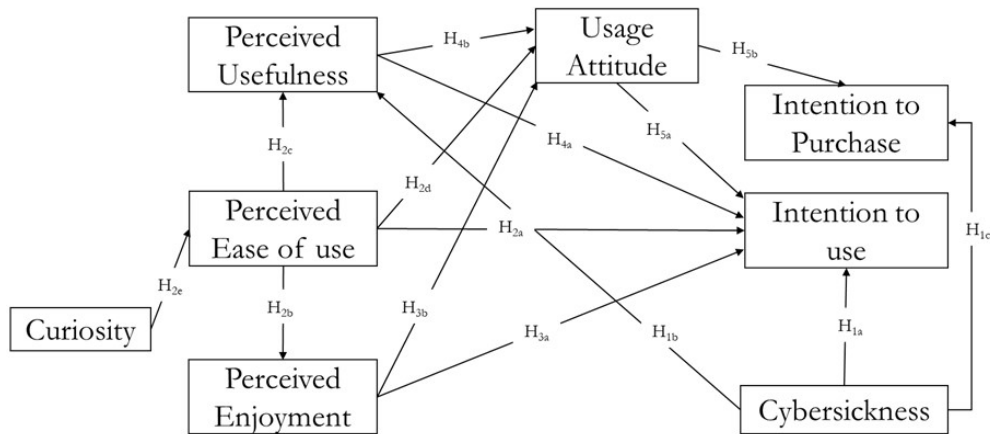 Perceived
Usefulness
H4b
Usage
Attitude
H5b
Intention to
Purchase
H2c
H4a
H5a
H2d
Perceived
Ease of use
H2a
Intention to
use
H1c
H2e
Curiosity
H2b
H3b
H3a
H1b
H1a
Perceived
Enjoyment
Cybersickness